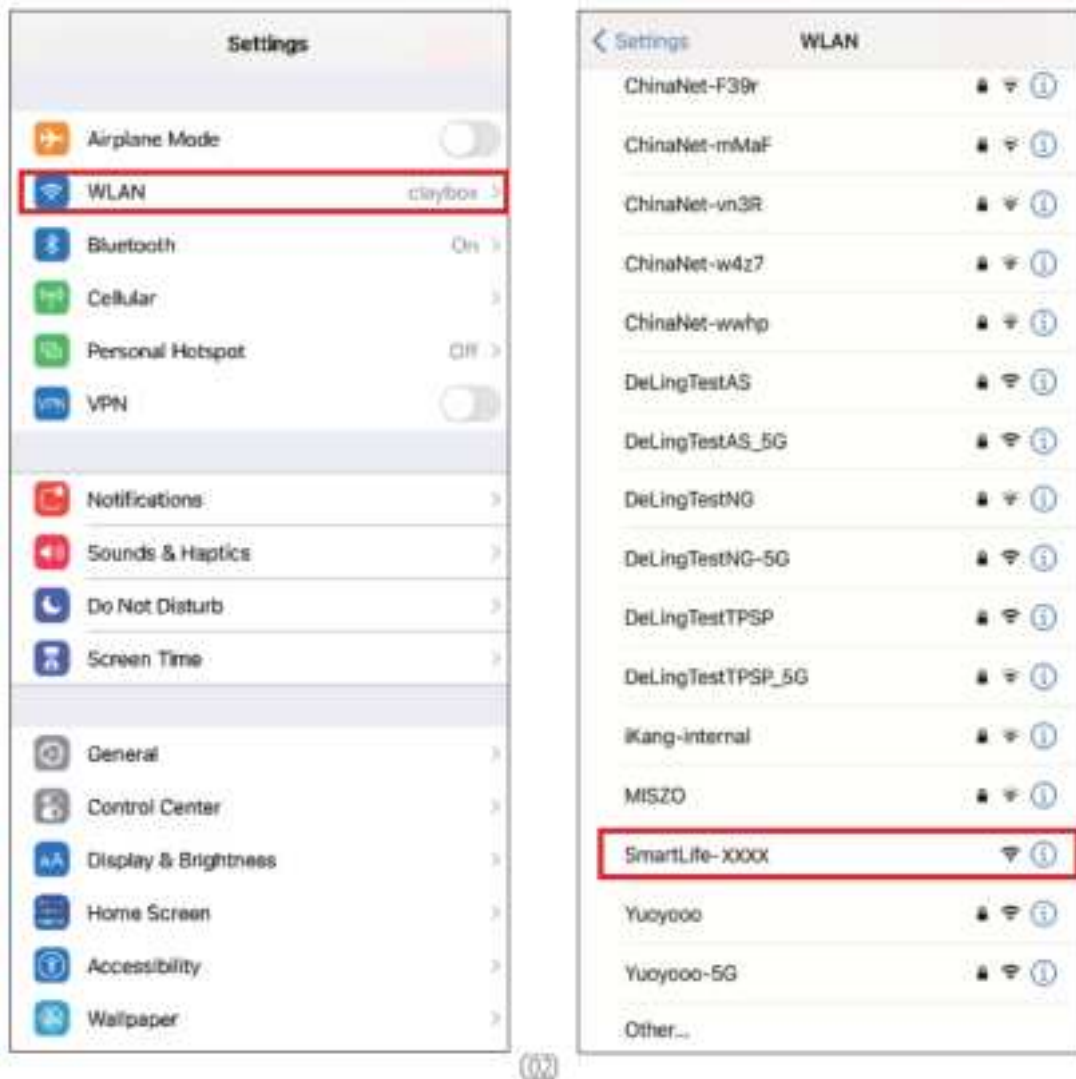 Settings
Airplane Mode
WLAN claybox
Bluetooth On
Cellular
Personal Hotspot Off
VPN VPN
Notifications
Sounds & Haptics
Do Not Disturb
Screen Time
General
Control Center
AA Display & Brightness
Home Screen
Accessibility
Wallpaper
Settings WLAN
ChinaNet-F39r
ChinaNet-mMaF
ChinaNet-vn3R
ChinaNet-w4z7
ChinaNet-wwhp
DeLingTestAS
DeLingTestAS_5G
DeLingTestNG
DeLingTestNG-5G
DeLingTestTPSP
DeLingTestTPSP_5G
iKang-internal
MISZO
SmartLife-XXXX
Yuoyooo
Yuoyooo-5G
Other...
(02)